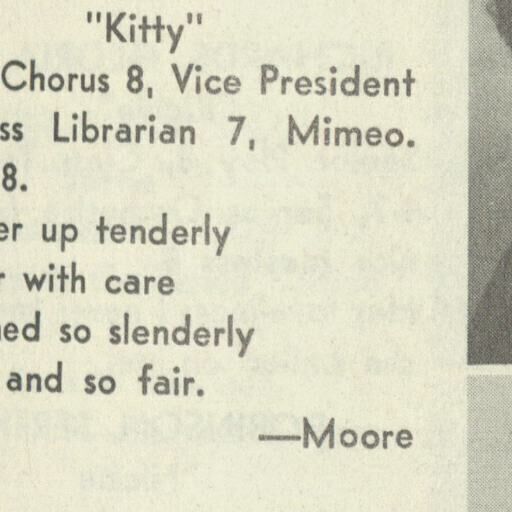 "Kitty"
Chorus 8, Vice President
ss Librarian 7, Mimeo.
8.
er up tenderly
r with care
ned so slenderly
and so fair.
—Moore